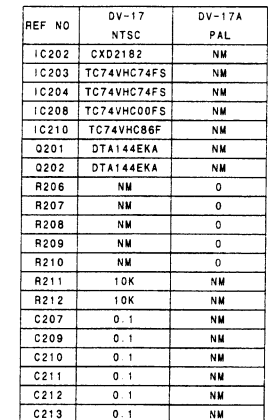 REF NO DV-17 NTSC DV-17A PAL
IC202 CXD2182 NM
IC203 TC74VHC74FS NM
IC204 TC74VHC74FS NM
IC208 TC74VHC00FS NM
IC210 TC74VHC86F NM
Q201 DTA144EKA NM
Q202 DTA144EKA NM
R206 NM 0
R207 NM 0
R208 NM 0
R209 NM 0
R210 NM 0
R211 10K NM
R212 10K NM
C207 0.1 NM
C209 0.1 NM
C210 0.1 NM
C211 0.1 NM
C212 0.1 NM
C213 0.1 NM